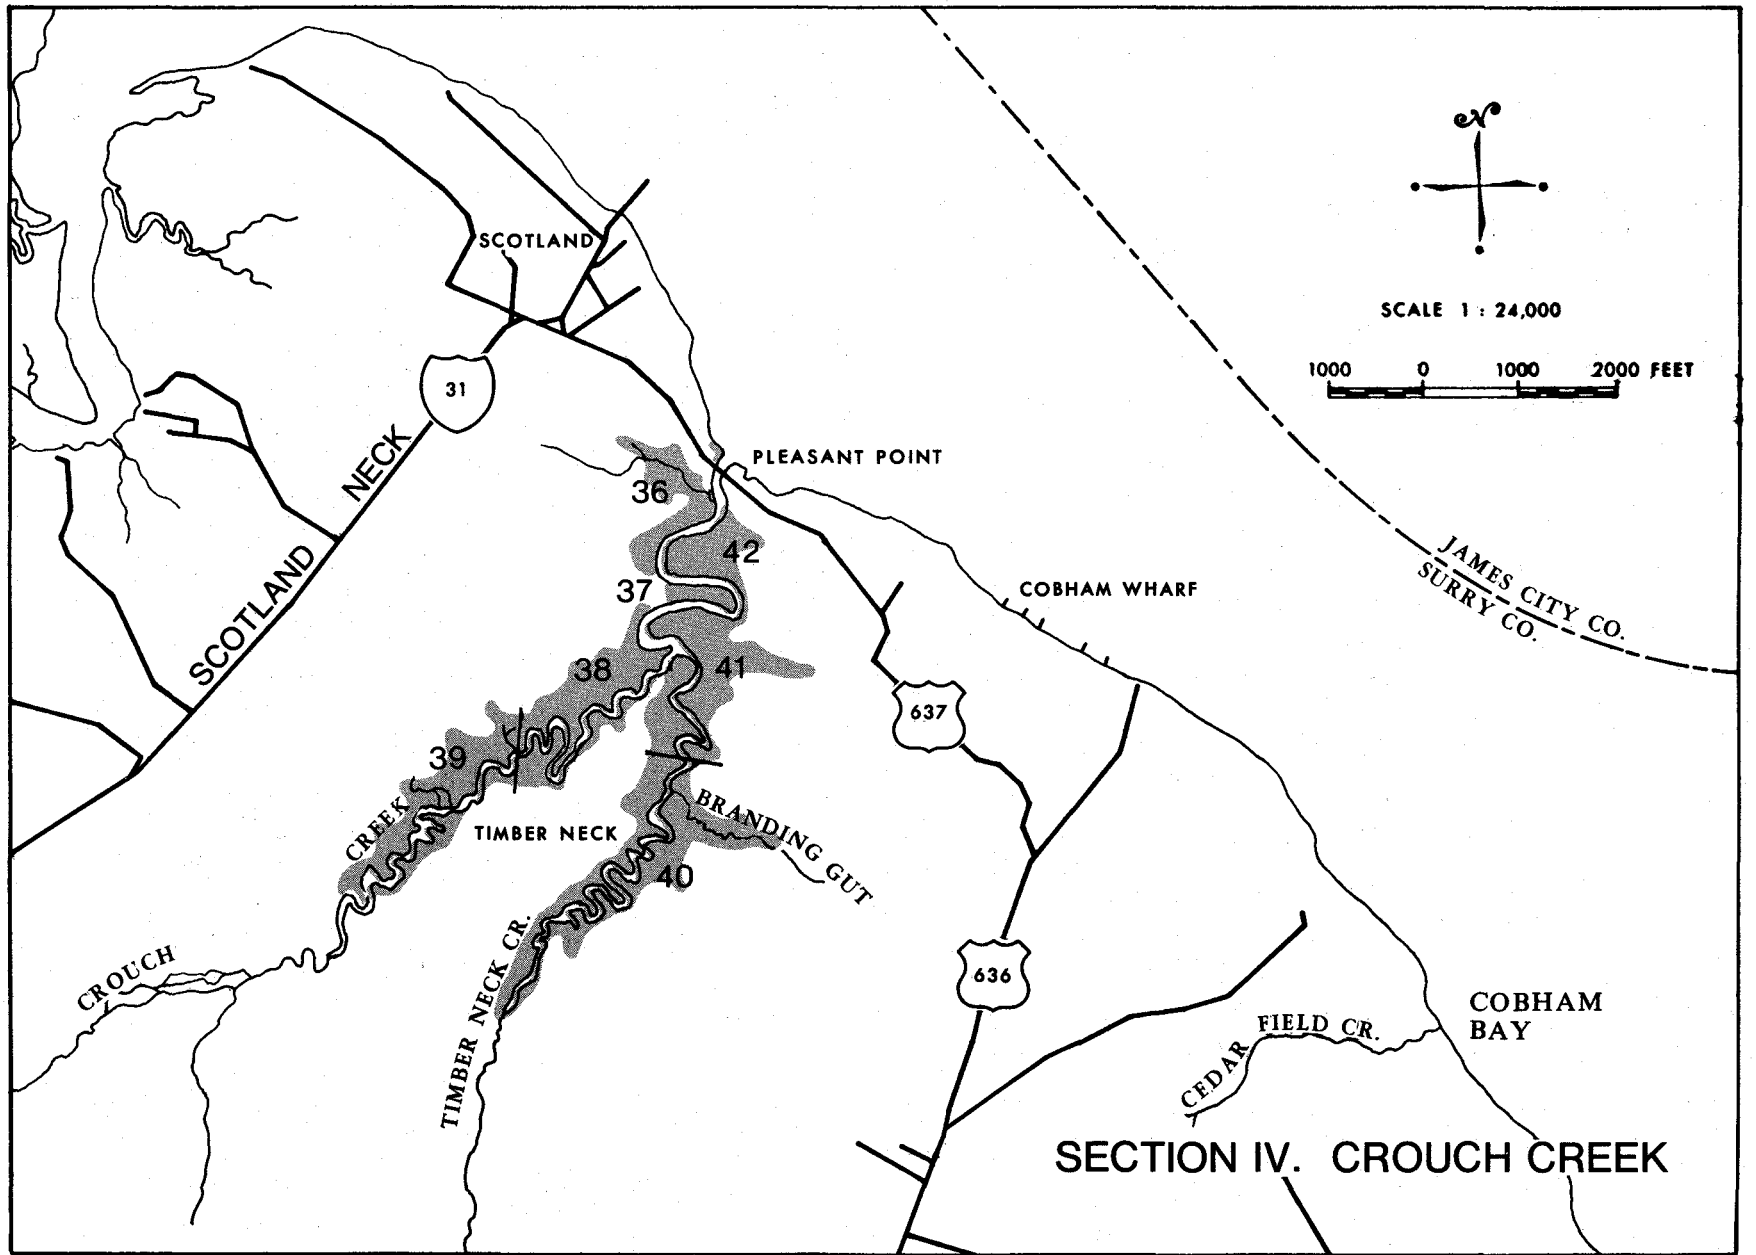 N
SCALE 1 : 24,000
1000 0 1000 2000 FEET
SCOTLAND
31
SCOTLAND NECK
PLEASANT POINT
36
42
37
COBHAM WHARF
JAMES CITY CO.
SURRY CO.
38
41
637
39
CROUCH CREEK
TIMBER NECK
BRANDING GUT
40
TIMBER NECK CR.
636
COBHAM
BAY
CEDAR FIELD CR.
SECTION IV. CROUCH CREEK